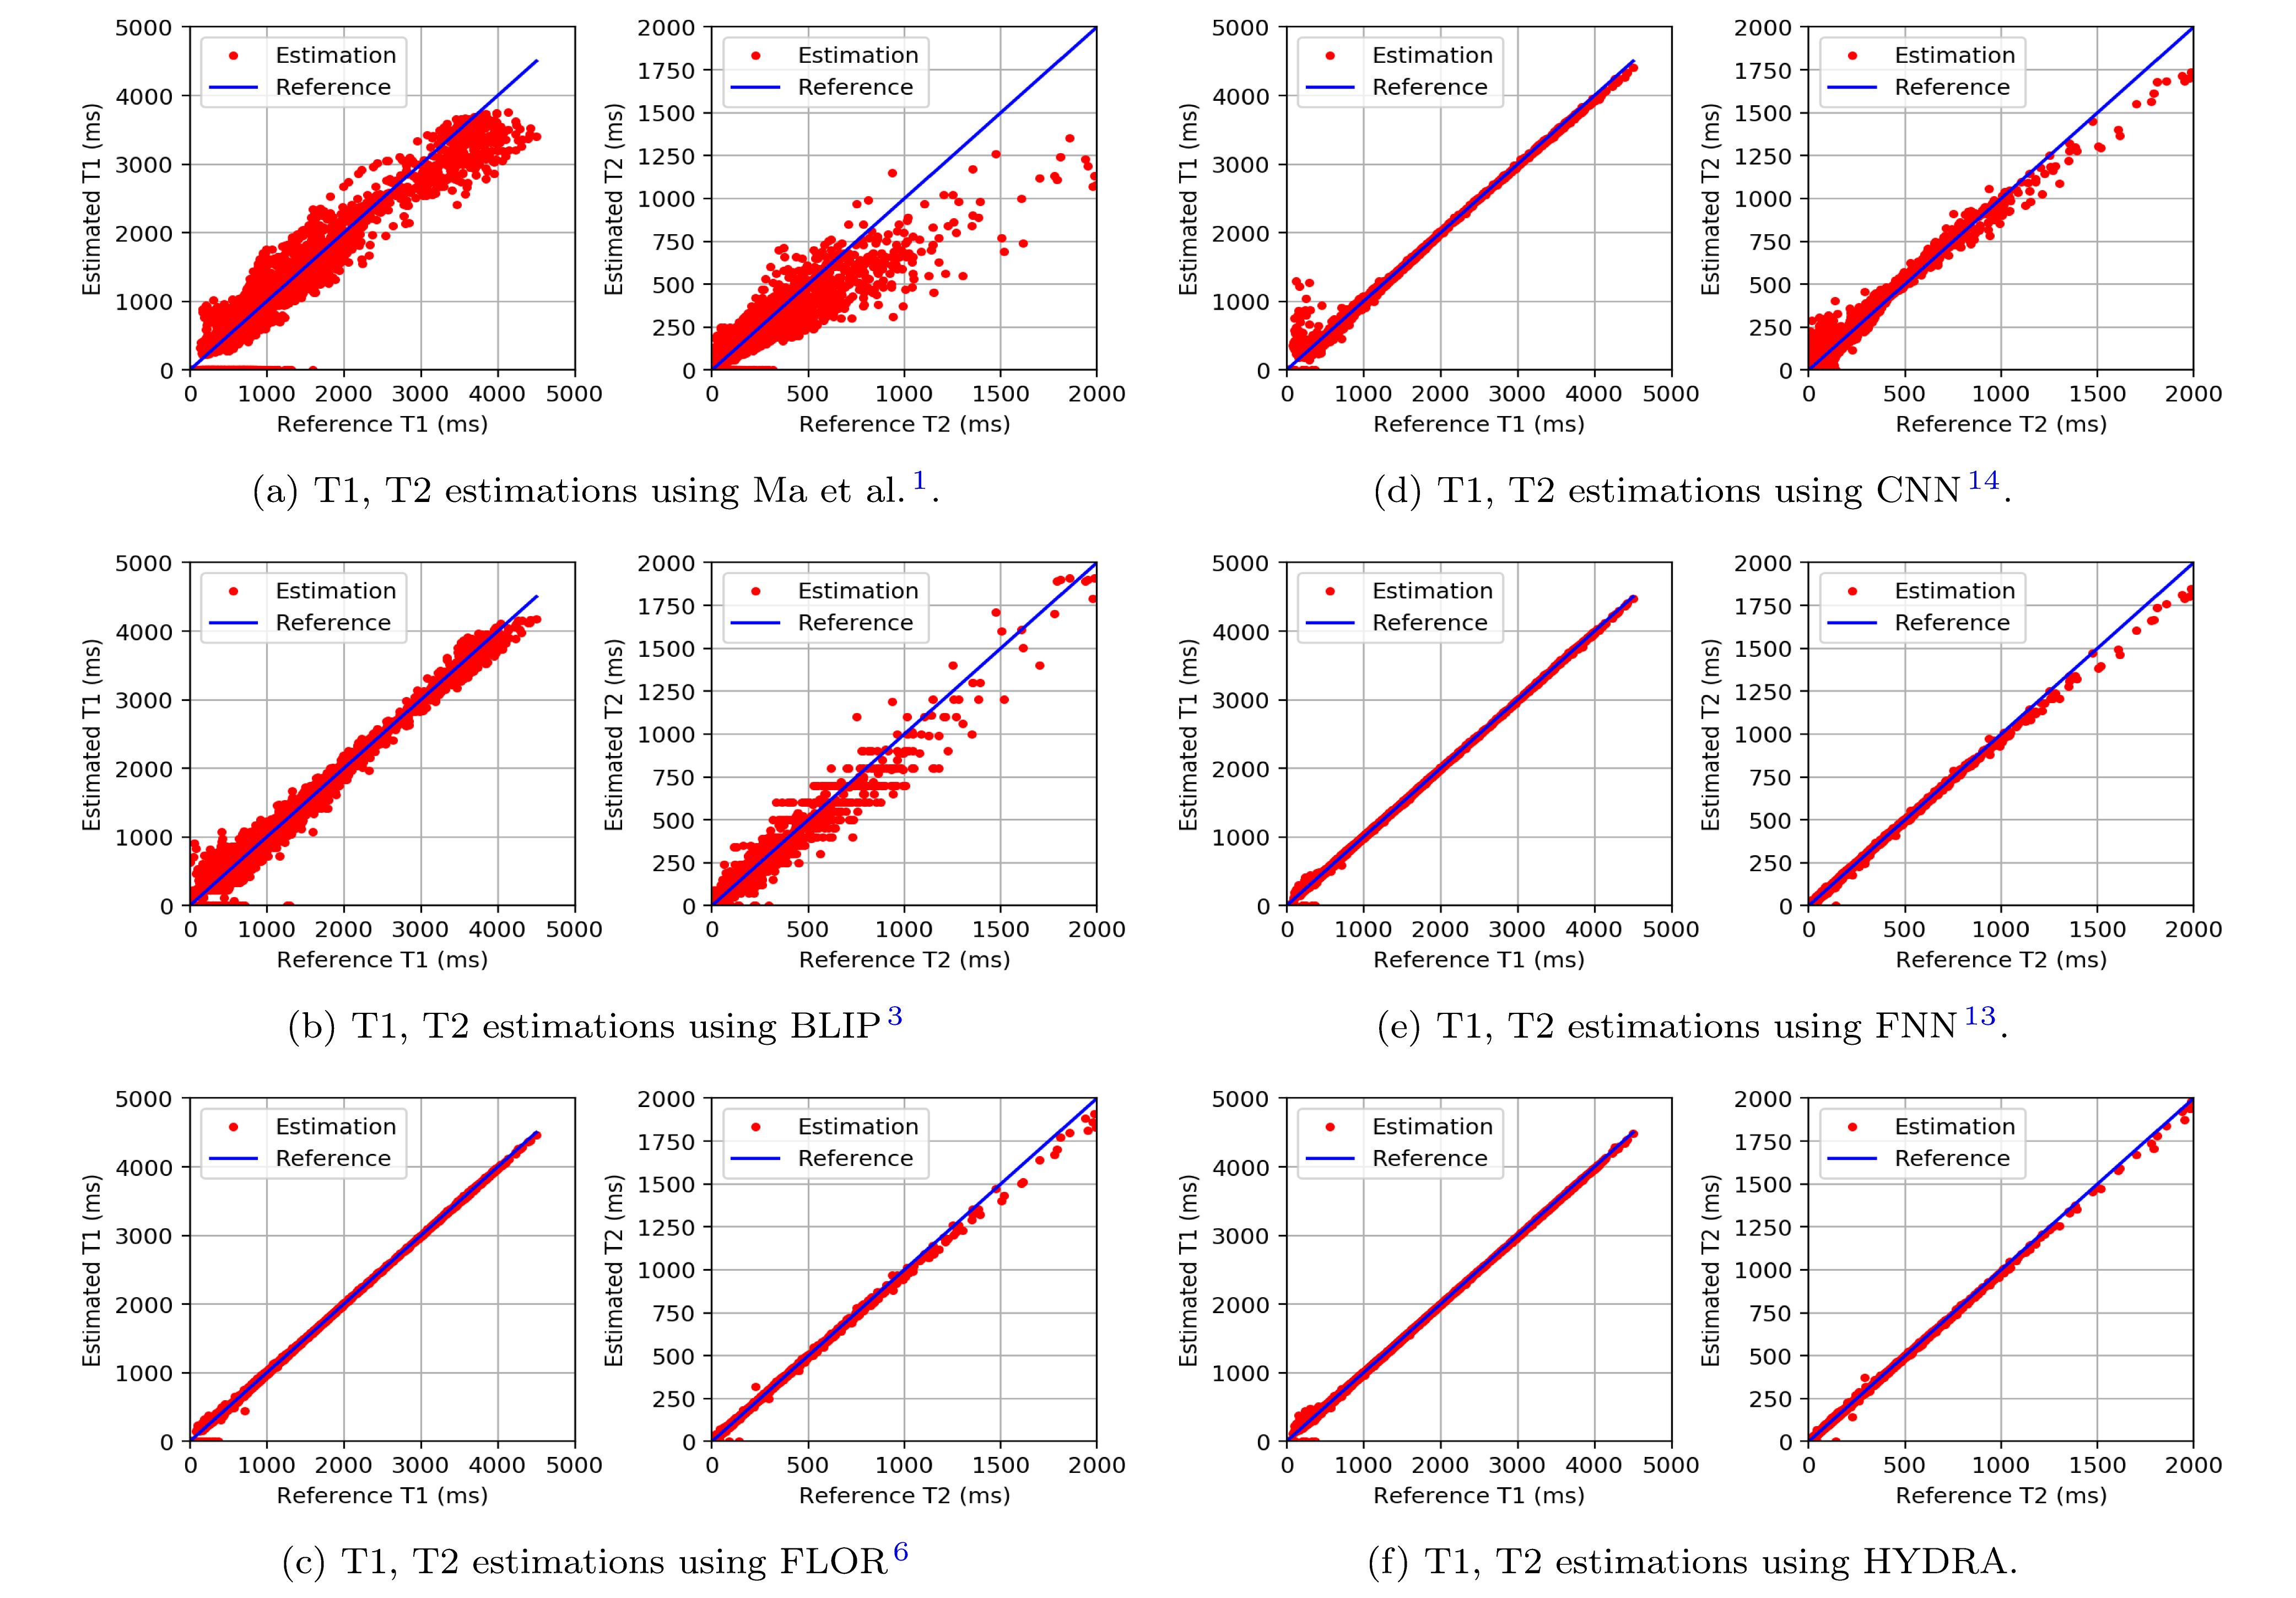 5000
4000
3000
2000
1000
0
Estimated T1 (ms)
Estimation
Reference
0 1000 2000 3000 4000 5000
Reference T1 (ms)
2000
1750
1500
1250
1000
750
500
250
0
Estimated T2 (ms)
Estimation
Reference
0 500 1000 1500 2000
Reference T2 (ms)
(a) T1, T2 estimations using Ma et al.1.
5000
4000
3000
2000
1000
0
Estimated T1 (ms)
Estimation
Reference
0 1000 2000 3000 4000 5000
Reference T1 (ms)
2000
1750
1500
1250
1000
750
500
250
0
Estimated T2 (ms)
Estimation
Reference
0 500 1000 1500 2000
Reference T2 (ms)
(d) T1, T2 estimations using CNN14.
5000
4000
3000
2000
1000
0
Estimated T1 (ms)
Estimation
Reference
0 1000 2000 3000 4000 5000
Reference T1 (ms)
2000
1750
1500
1250
1000
750
500
250
0
Estimated T2 (ms)
Estimation
Reference
0 500 1000 1500 2000
Reference T2 (ms)
(b) T1, T2 estimations using BLIP3
5000
4000
3000
2000
1000
0
Estimated T1 (ms)
Estimation
Reference
0 1000 2000 3000 4000 5000
Reference T1 (ms)
2000
1750
1500
1250
1000
750
500
250
0
Estimated T2 (ms)
Estimation
Reference
0 500 1000 1500 2000
Reference T2 (ms)
(e) T1, T2 estimations using FNN13.
5000
4000
3000
2000
1000
0
Estimated T1 (ms)
Estimation
Reference
0 1000 2000 3000 4000 5000
Reference T1 (ms)
2000
1750
1500
1250
1000
750
500
250
0
Estimated T2 (ms)
Estimation
Reference
0 500 1000 1500 2000
Reference T2 (ms)
(c) T1, T2 estimations using FLOR6
5000
4000
3000
2000
1000
0
Estimated T1 (ms)
Estimation
Reference
0 1000 2000 3000 4000 5000
Reference T1 (ms)
2000
1750
1500
1250
1000
750
500
250
0
Estimated T2 (ms)
Estimation
Reference
0 500 1000 1500 2000
Reference T2 (ms)
(f) T1, T2 estimations using HYDRA.